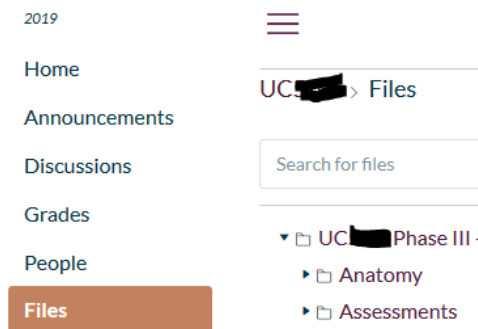 2019
Home
Announcements
Discussions
Grades
People
Files
UC > Files
Search for files
UC Phase III -
Anatomy
Assessments